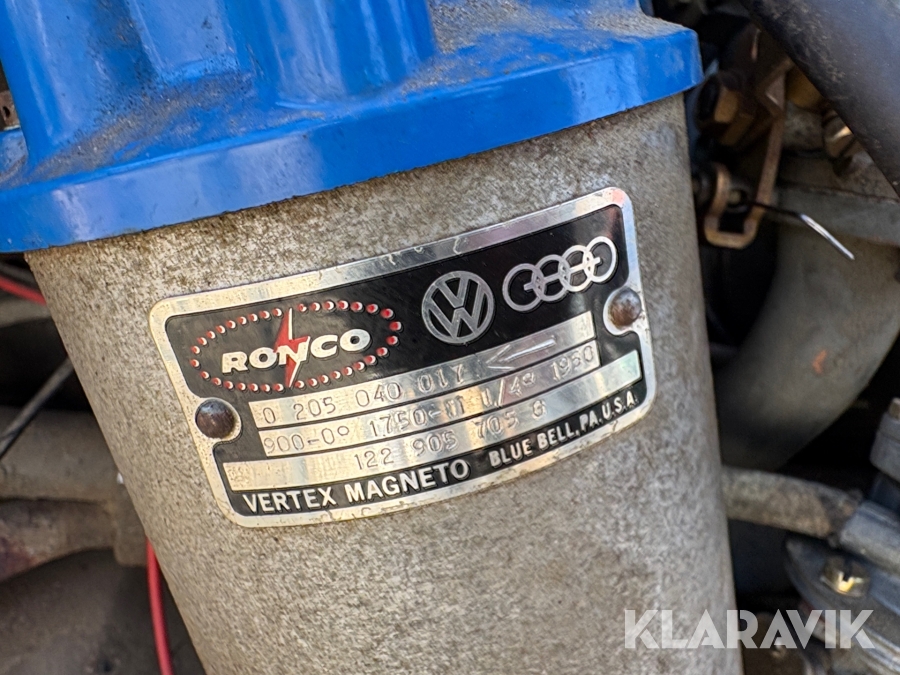 RONCO
0 205 040 017 M
900-0° 1750-11 1/4° 1950
122 905 705 G
VERTEX MAGNETO BLUE BELL, PA. U.S.A.
KLARAVIK